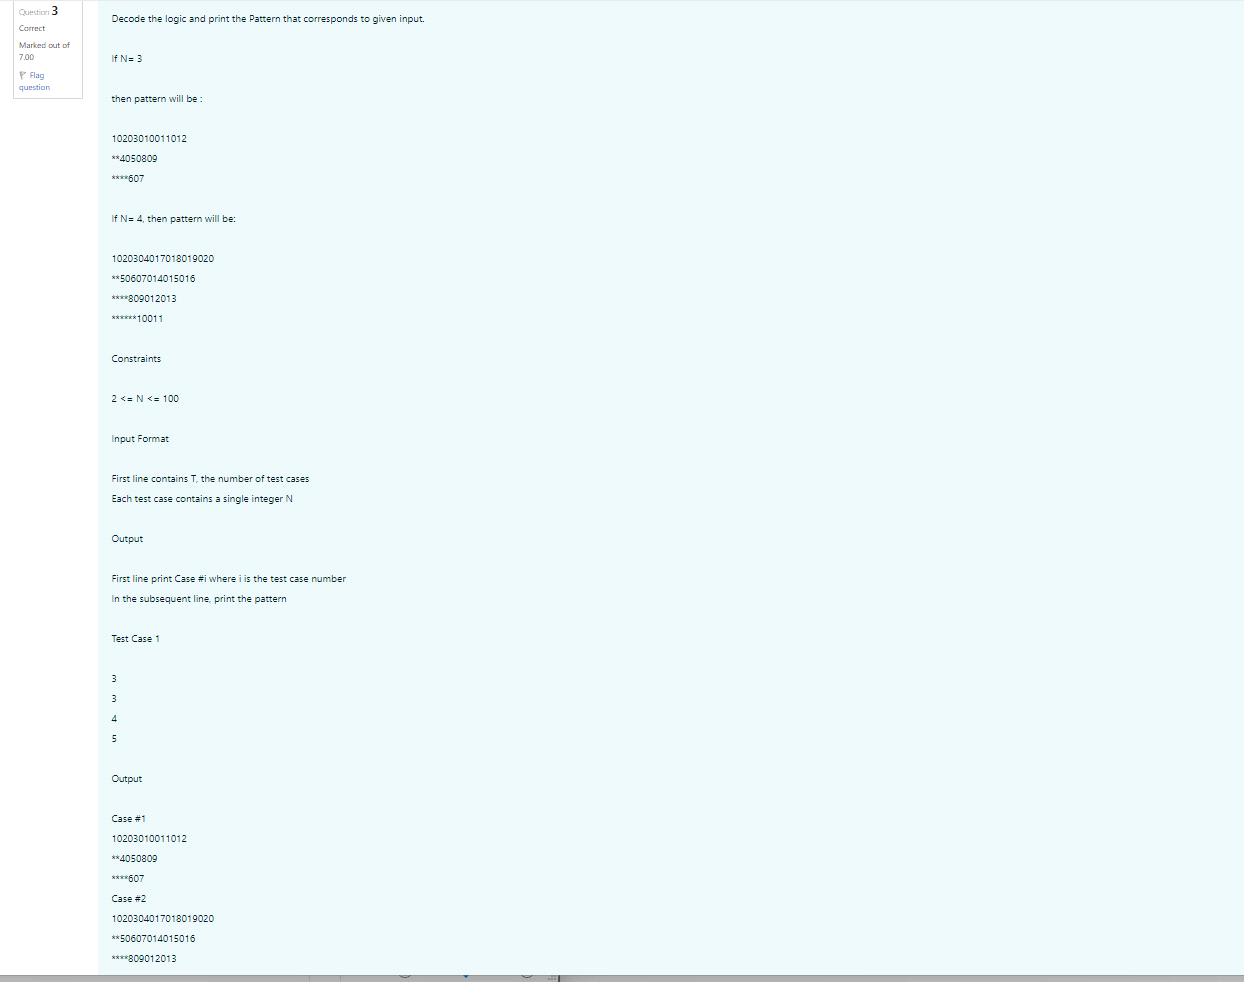 Question 3
Correct
Marked out of
7.00
Flag
question
Decode the logic and print the Pattern that corresponds to given input.
If N= 3
then pattern will be :
10203010011012
**4050809
****607
If N= 4, then pattern will be:
1020304017018019020
**50607014015016
****809012013
******10011
Constraints
2 <= N <= 100
Input Format
First line contains T, the number of test cases
Each test case contains a single integer N
Output
First line print Case #i where i is the test case number
In the subsequent line, print the pattern
Test Case 1
3
3
4
5
Output
Case #1
10203010011012
**4050809
****607
Case #2
1020304017018019020
**50607014015016
****809012013